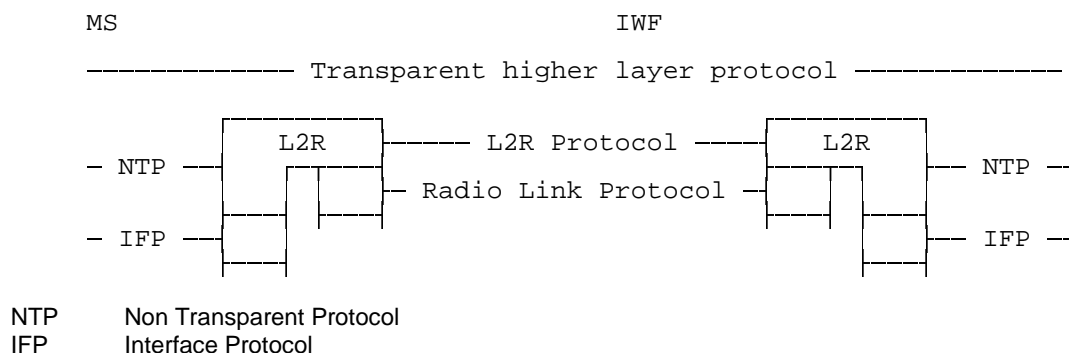 MS IWF
Transparent higher layer protocol
L2R L2R Protocol L2R
NTP NTP
Radio Link Protocol
IFP IFP
NTP Non Transparent Protocol
IFP Interface Protocol